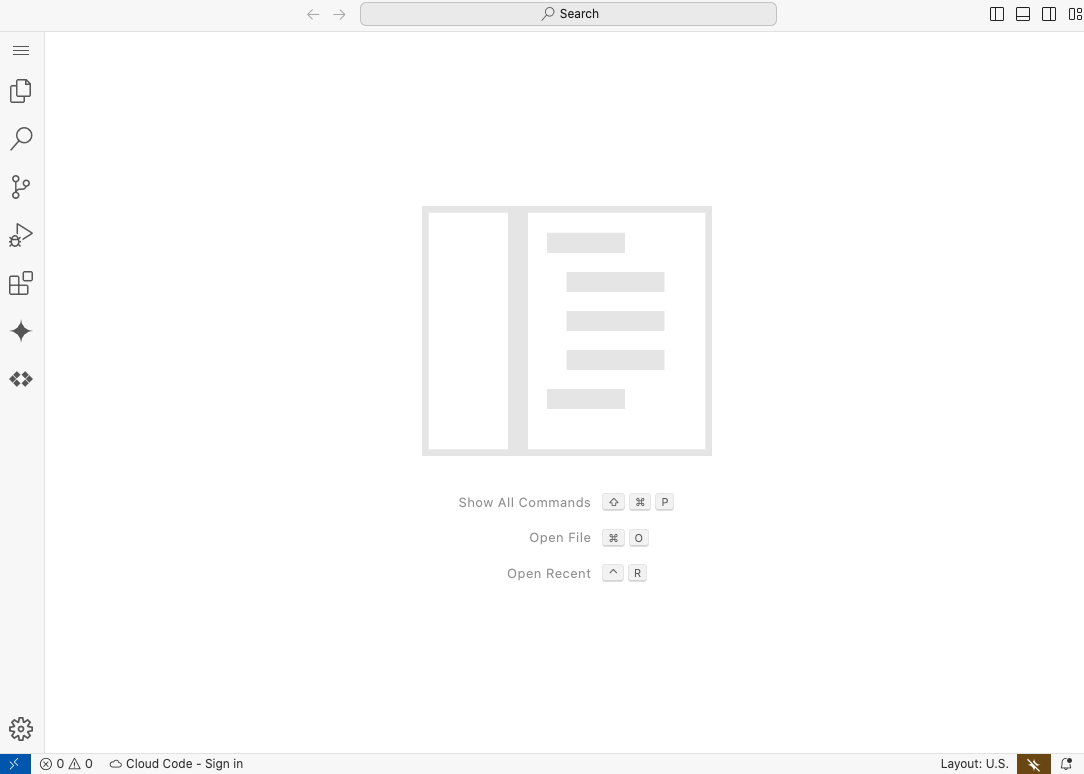 Search
Show All Commands ⇧ ⌘ P
Open File ⌘ O
Open Recent ^ R
0 0 Cloud Code - Sign in Layout: U.S.